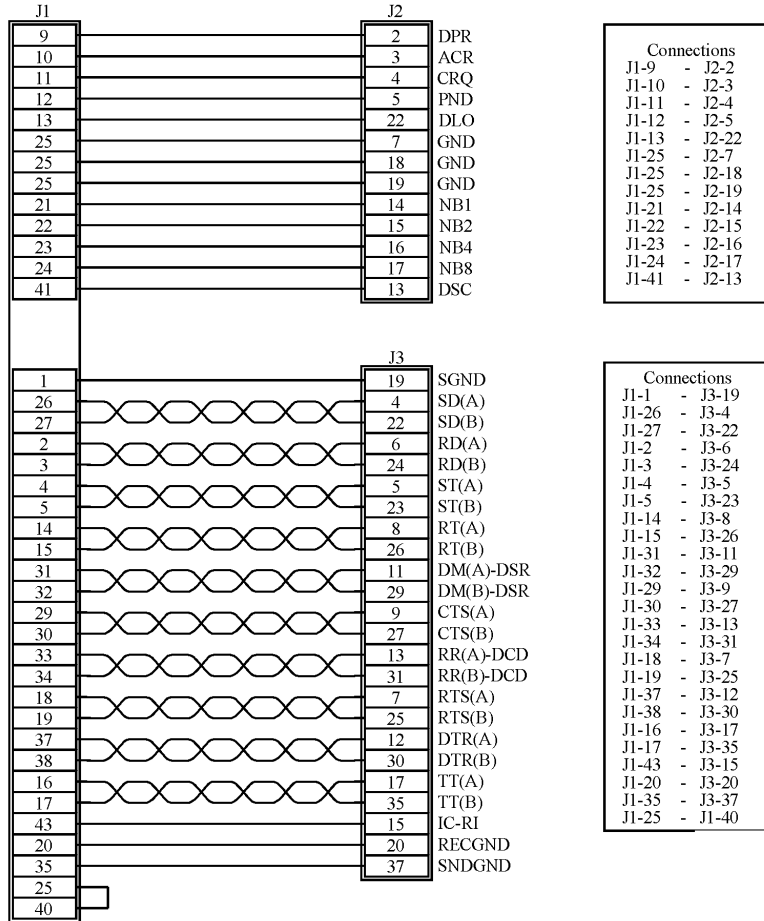 J1 J2
9 2 DPR
10 3 ACR
11 4 CRQ
12 5 PND
13 22 DLO
25 7 GND
25 18 GND
25 19 GND
21 14 NB1
22 15 NB2
23 16 NB4
24 17 NB8
41 13 DSC
Connections
J1-9 - J2-2
J1-10 - J2-3
J1-11 - J2-4
J1-12 - J2-5
J1-13 - J2-22
J1-25 - J2-7
J1-25 - J2-18
J1-25 - J2-19
J1-21 - J2-14
J1-22 - J2-15
J1-23 - J2-16
J1-24 - J2-17
J1-41 - J2-13
J3
1 19 SGND
26 4 SD(A)
27 22 SD(B)
2 6 RD(A)
3 24 RD(B)
4 5 ST(A)
5 23 ST(B)
14 8 RT(A)
15 26 RT(B)
31 11 DM(A)-DSR
32 29 DM(B)-DSR
29 9 CTS(A)
30 27 CTS(B)
33 13 RR(A)-DCD
34 31 RR(B)-DCD
18 7 RTS(A)
19 25 RTS(B)
37 12 DTR(A)
38 30 DTR(B)
16 17 TT(A)
17 35 TT(B)
43 15 IC-RI
20 20 RECGND
35 37 SNDGND
25
40
Connections
J1-1 - J3-19
J1-26 - J3-4
J1-27 - J3-22
J1-2 - J3-6
J1-3 - J3-24
J1-4 - J3-5
J1-5 - J3-23
J1-14 - J3-8
J1-15 - J3-26
J1-31 - J3-11
J1-32 - J3-29
J1-29 - J3-9
J1-30 - J3-27
J1-33 - J3-13
J1-34 - J3-31
J1-18 - J3-7
J1-19 - J3-25
J1-37 - J3-12
J1-38 - J3-30
J1-16 - J3-17
J1-17 - J3-35
J1-43 - J3-15
J1-20 - J3-20
J1-35 - J3-37
J1-25 - J1-40